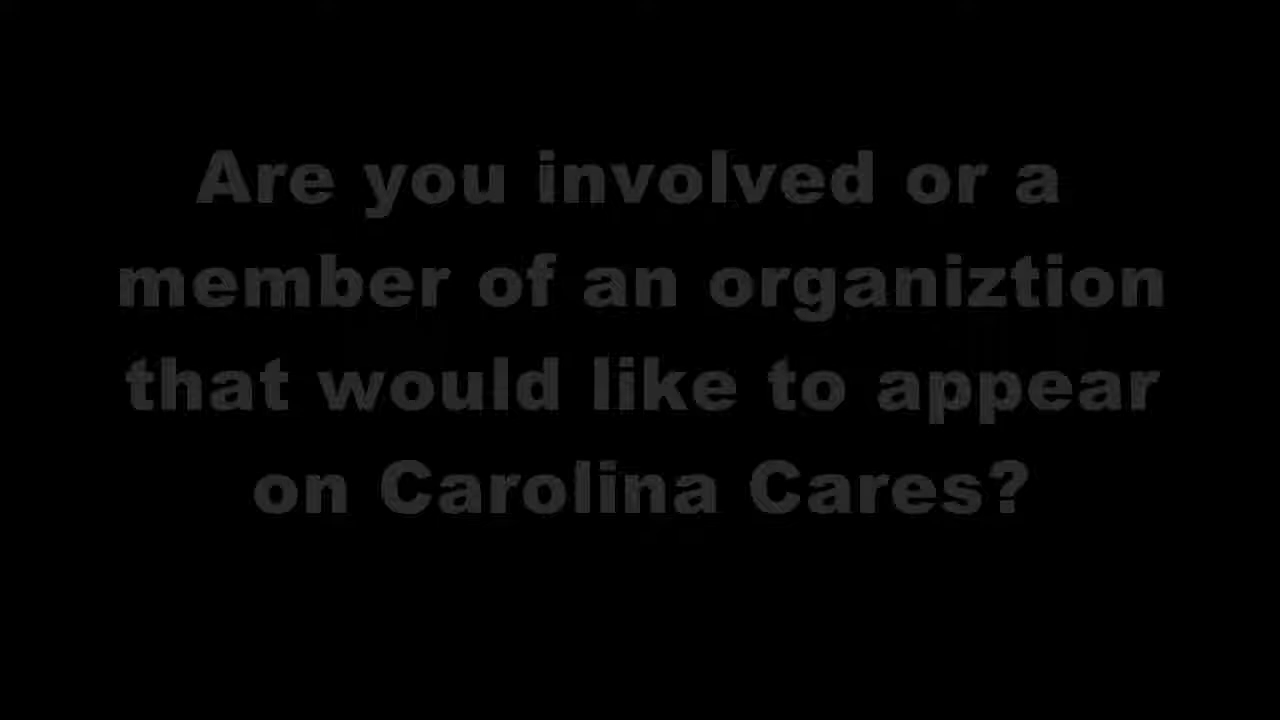 Are you involved or a
member of an organiztion
that would like to appear
on Carolina Cares?